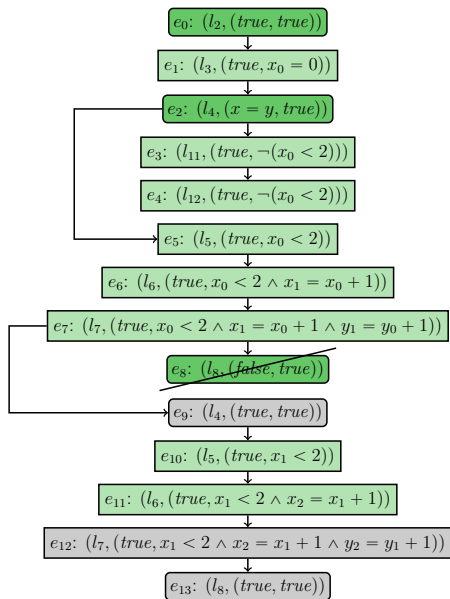 e₀: (l₂, (true, true))
e₁: (l₃, (true, x₀ = 0))
e₂: (l₄, (x = y, true))
e₃: (l₁₁, (true, ¬(x₀ < 2)))
e₄: (l₁₂, (true, ¬(x₀ < 2)))
e₅: (l₅, (true, x₀ < 2))
e₆: (l₆, (true, x₀ < 2 ∧ x₁ = x₀ + 1))
e₇: (l₇, (true, x₀ < 2 ∧ x₁ = x₀ + 1 ∧ y₁ = y₀ + 1))
e₈: (l₈, (false, true))
e₉: (l₄, (true, true))
e₁₀: (l₅, (true, x₁ < 2))
e₁₁: (l₆, (true, x₁ < 2 ∧ x₂ = x₁ + 1))
e₁₂: (l₇, (true, x₁ < 2 ∧ x₂ = x₁ + 1 ∧ y₂ = y₁ + 1))
e₁₃: (l₈, (true, true))